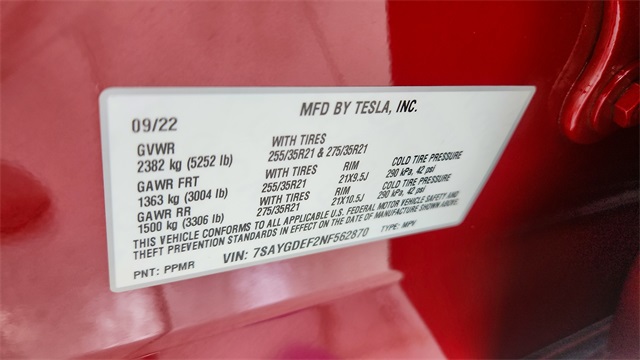 MFD BY TESLA, INC.
09/22
GVWR WITH TIRES
2382 kg (5252 lb) 255/35R21 & 275/35R21
GAWR FRT WITH TIRES RIM COLD TIRE PRESSURE
1363 kg (3004 lb) 255/35R21 21X9.5J 290 kPa, 42 psi
GAWR RR WITH TIRES RIM COLD TIRE PRESSURE
1500 kg (3306 lb) 275/35R21 21X10.5J 290 kPa, 42 psi
THIS VEHICLE CONFORMS TO ALL APPLICABLE U.S. FEDERAL MOTOR VEHICLE SAFETY AND
THEFT PREVENTION STANDARDS IN EFFECT ON THE DATE OF MANUFACTURE SHOWN ABOVE.
PNT: PPMR VIN: 7SAYGDEF2NF562870 TYPE: MPV